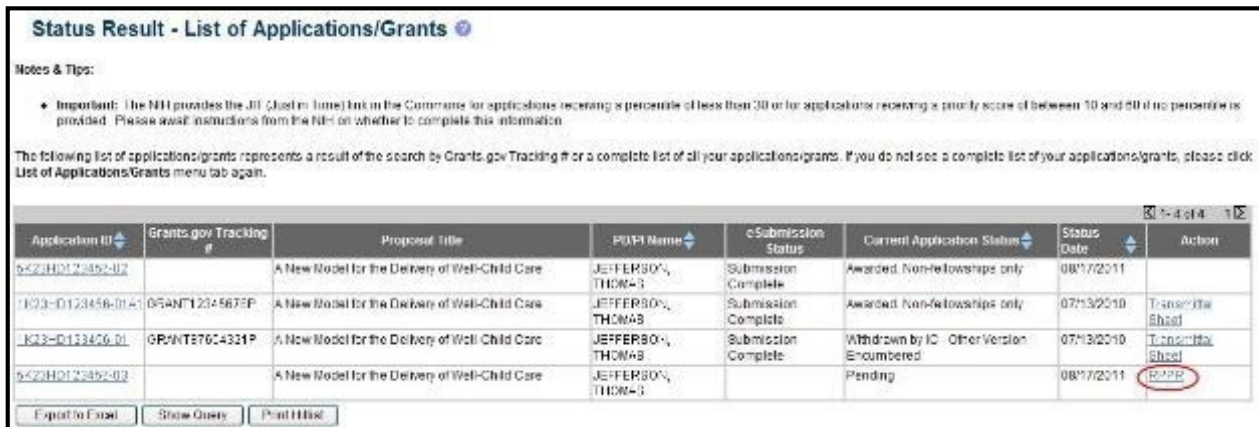 Status Result - List of Applications/Grants
Notes & Tips:
Important: The NIH provides the JIT (Just in Time) link in the Commons for applications receiving a percentile of less than 30 or for applications receiving a priority score of between 10 and 60 if no percentile is
provided. Please await instructions from the NIH on whether to complete this information
The following list of applications/grants represents a result of the search by Grants.gov Tracking # or a complete list of all your applications/grants. If you do not see a complete list of your applications/grants, please click
List of Applications/Grants menu tab again.
1-4 of 4 1
Application ID Grants.gov Tracking # Proposal Title PD/PI Name eSubmission Status Current Application Status Status Date Action
A New Model for the Delivery of Well-Child Care JEFFERSON, THOMAS Submission Complete Awarded. Non-fellowships only 08/17/2011
1K23HD123456-01A1 A New Model for the Delivery of Well-Child Care JEFFERSON, THOMAS Submission Complete Awarded. Non-fellowships only 07/13/2010 Transmittal Sheet
1K23HD123456-01 A New Model for the Delivery of Well-Child Care JEFFERSON, THOMAS Submission Complete Withdrawn by IC - Other Version Encumbered 07/13/2010 Transmittal Sheet
A New Model for the Delivery of Well-Child Care JEFFERSON, THOMAS Pending 08/17/2011 RPPR
Export to Excel Show Query Print Hitlist